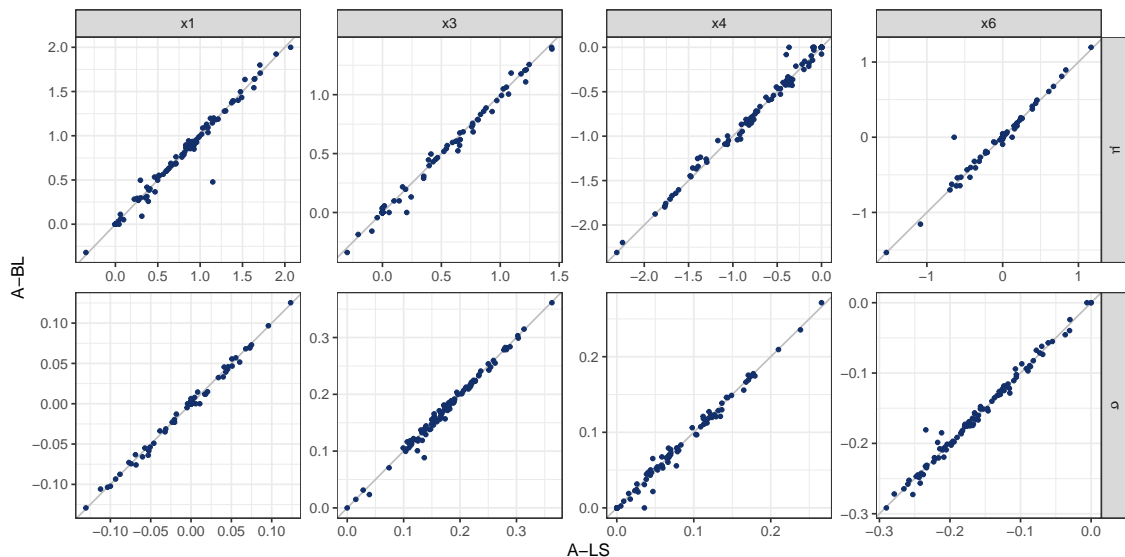 x1 x3 x4 x6
2.0 1.5 1.0 0.5 0.0
1.0 0.5 0.0
0.0 −0.5 −1.0 −1.5 −2.0
1 0 −1
μ
0.0 0.5 1.0 1.5 2.0
0.0 0.5 1.0 1.5
−2.0 −1.5 −1.0 −0.5 0.0
−1 0 1
A−BL
0.10 0.05 0.00 −0.05 −0.10
0.3 0.2 0.1 0.0
0.2 0.1 0.0
−0.0 −0.1 −0.2 −0.3
σ
−0.10 −0.05 0.00 0.05 0.10
0.0 0.1 0.2 0.3
0.0 0.1 0.2
−0.3 −0.2 −0.1 0.0
A−LS